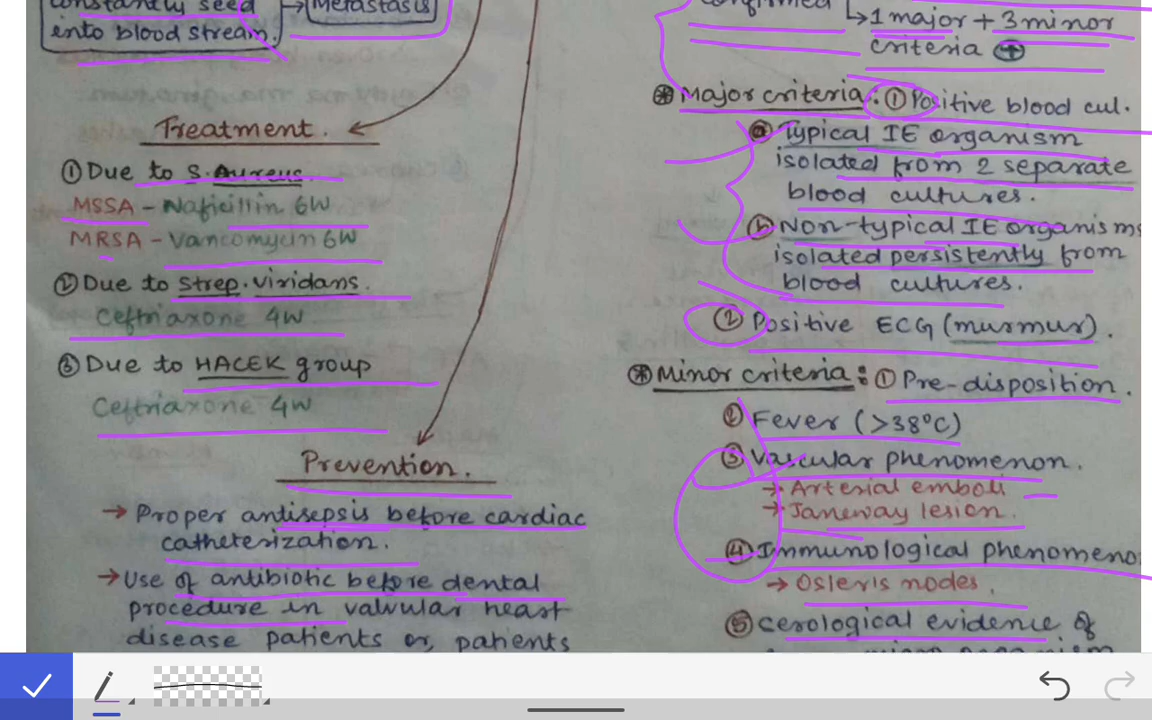 constantly seed → Metastasis
into blood stream.
Treatment.
① Due to S. Aureus.
MSSA - Naficillin 6W
MRSA - Vancomycin 6W
② Due to Strep. viridans.
Ceftriaxone 4W
③ Due to HACEK group
Ceftriaxone 4W
Prevention.
→ Proper antisepsis before cardiac
catheterization.
→ Use of antibiotic before dental
procedure in valvular heart
disease patients or, patients
confirmed
↳ 1 major + 3 minor
criteria ⊕
⊛ Major criteria: ① Positive blood cul.
ⓐ Typical IE organism
isolated from 2 separate
blood cultures.
ⓑ Non-typical IE organisms
isolated persistently from
blood cultures.
② Positive ECG (murmur).
⊛ Minor criteria: ① Pre-disposition.
② Fever (>38°C)
③ Vascular phenomenon.
→ Arterial emboli
→ Janeway lesion.
④ Immunological phenomeno
→ Osleris nodes.
⑤ Cerological evidence of